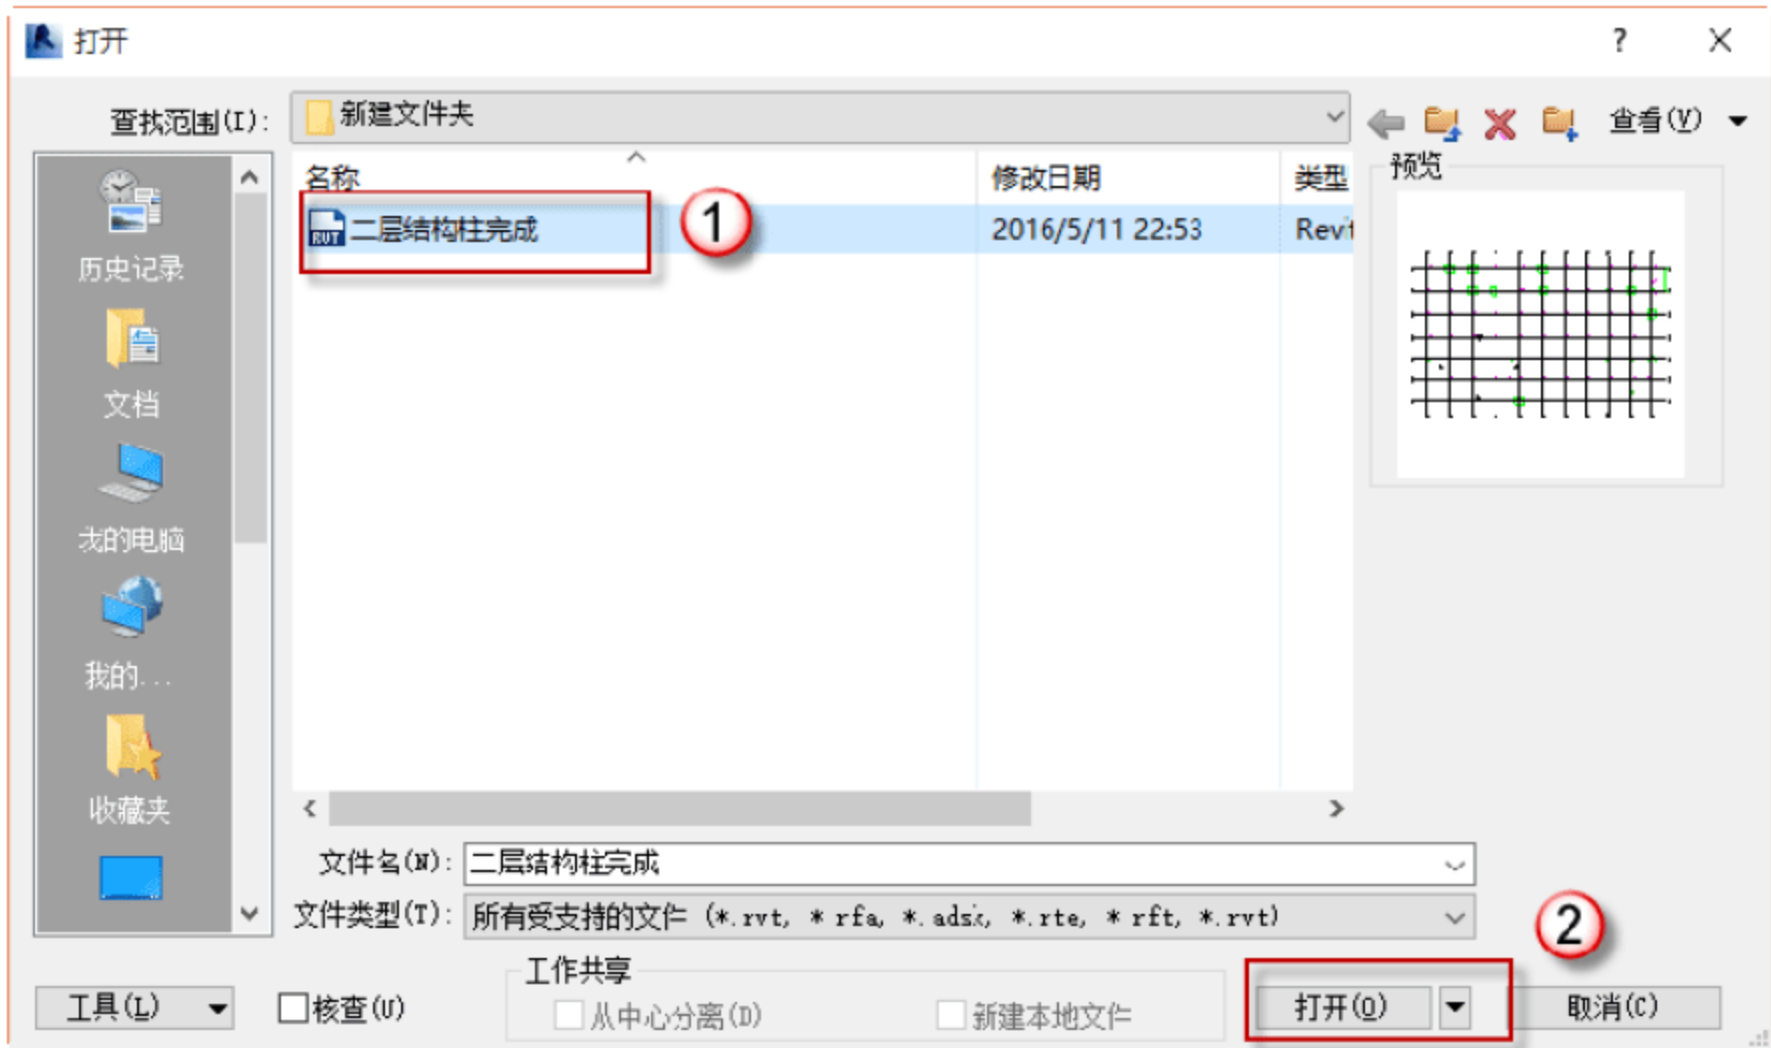 打开
查找范围(I):
新建文件夹
查看(V)
名称
修改日期
类型
预览
RVT
二层结构柱完成
2016/5/11 22:53
Revit
①
历史记录
文档
我的电脑
我的...
收藏夹
文件名(N):
二层结构柱完成
文件类型(T):
所有受支持的文件 (*.rvt, *.rfa, *.adsk, *.rte, *.rft, *.rvt)
②
工作共享
工具(L)
核查(U)
从中心分离(D)
新建本地文件
打开(O)
取消(C)